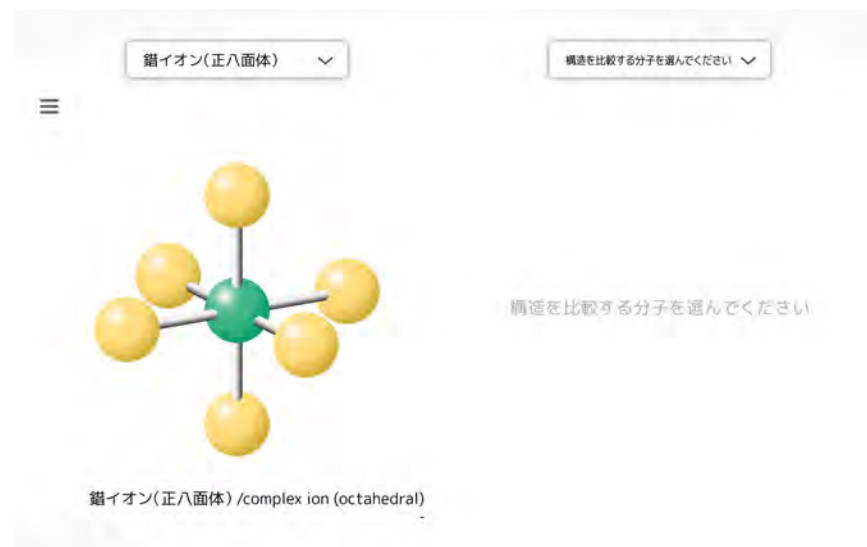 錯イオン(正八面体)
構造を比較する分子を選んでください
構造を比較する分子を選んでください
錯イオン(正八面体) /complex ion (octahedral)
-